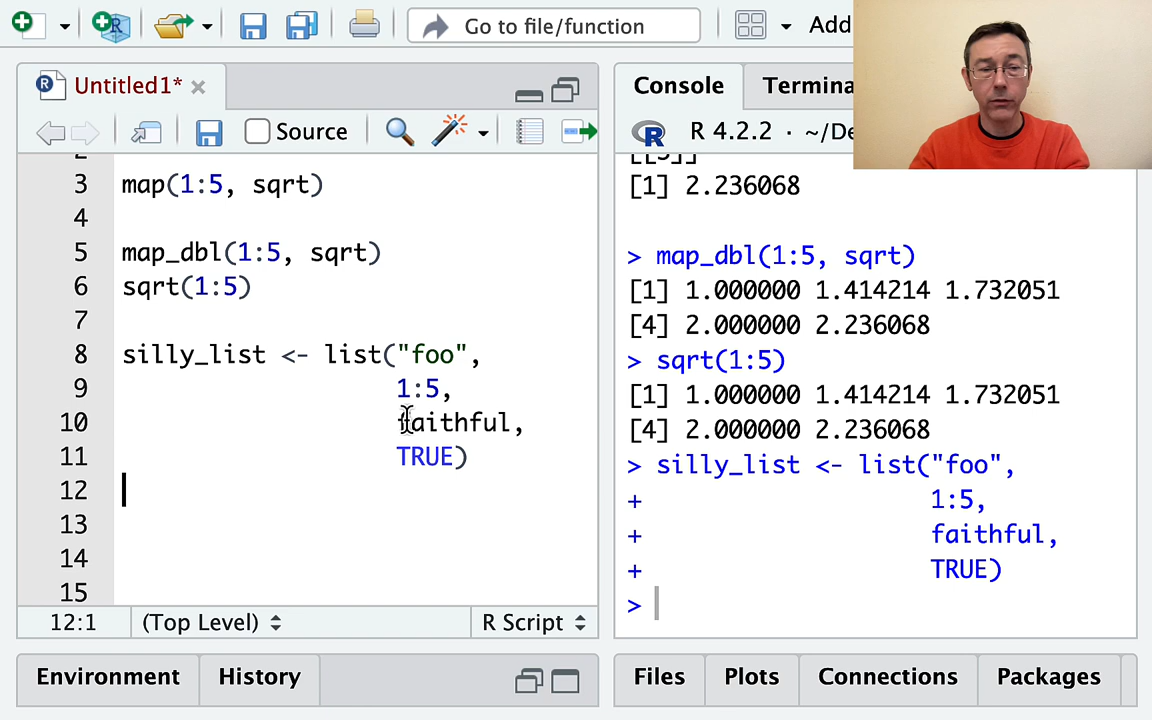 Go to file/function
Add
Untitled1*
Source
2
3 map(1:5, sqrt)
4
5 map_dbl(1:5, sqrt)
6 sqrt(1:5)
7
8 silly_list <- list("foo",
9 1:5,
10 faithful,
11 TRUE)
12
13
14
15
12:1 (Top Level) R Script
Environment History
Console Termina
R 4.2.2 · ~/De
[[5]]
[1] 2.236068
> map_dbl(1:5, sqrt)
[1] 1.000000 1.414214 1.732051
[4] 2.000000 2.236068
> sqrt(1:5)
[1] 1.000000 1.414214 1.732051
[4] 2.000000 2.236068
> silly_list <- list("foo",
+ 1:5,
+ faithful,
+ TRUE)
>
Files Plots Connections Packages